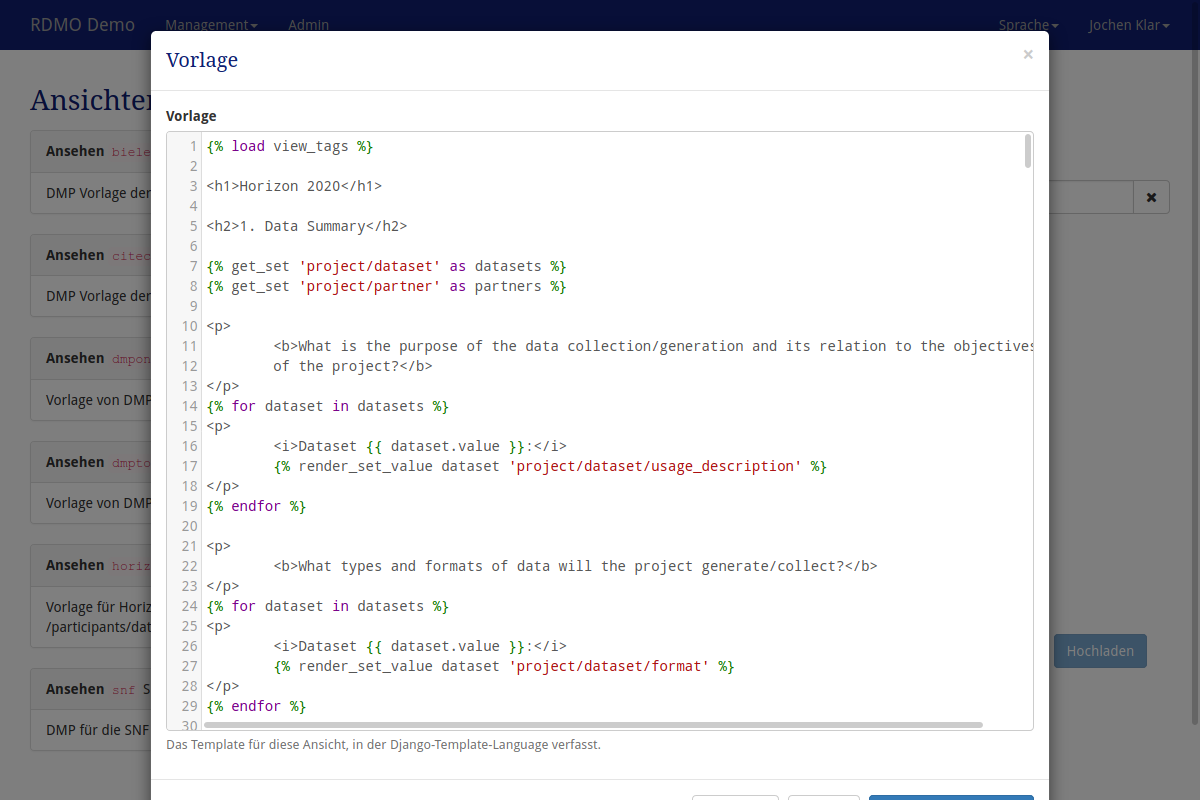 RDMO Demo Management Admin Sprache Jochen Klar
Vorlage
×
Ansichten
Ansehen
DMP Vorlage der
Ansehen
DMP Vorlage der
Ansehen
Vorlage von DMP
Ansehen
Vorlage von DMP
Ansehen
Vorlage für Horiz
/participants/dat
Ansehen snf S
DMP für die SNF
Vorlage
1 {% load view_tags %}
2
3 <h1>Horizon 2020</h1>
4
5 <h2>1. Data Summary</h2>
6
7 {% get_set 'project/dataset' as datasets %}
8 {% get_set 'project/partner' as partners %}
9
10 <p>
11 <b>What is the purpose of the data collection/generation and its relation to the objectives
12 of the project?</b>
13 </p>
14 {% for dataset in datasets %}
15 <p>
16 <i>Dataset {{ dataset.value }}:</i>
17 {% render_set_value dataset 'project/dataset/usage_description' %}
18 </p>
19 {% endfor %}
20
21 <p>
22 <b>What types and formats of data will the project generate/collect?</b>
23 </p>
24 {% for dataset in datasets %}
25 <p>
26 <i>Dataset {{ dataset.value }}:</i>
27 {% render_set_value dataset 'project/dataset/format' %}
28 </p>
29 {% endfor %}
30
Das Template für diese Ansicht, in der Django-Template-Language verfasst.
Hochladen